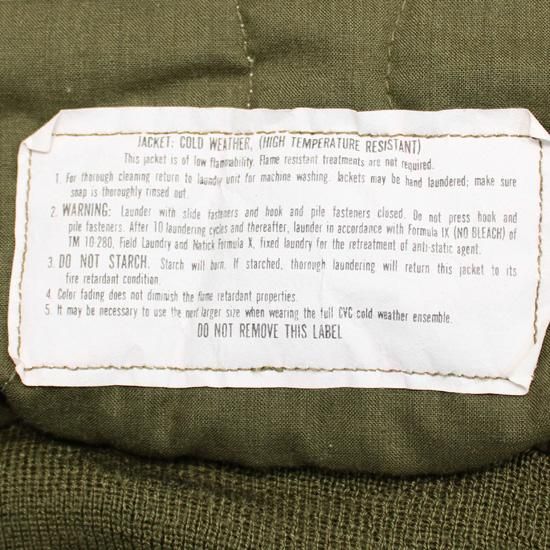 JACKET: COLD WEATHER, (HIGH TEMPERATURE RESISTANT)
This jacket is of low flammability. Flame resistant treatments are not required.
1. For thorough cleaning return to laundry unit for machine washing. Jackets may be hand laundered; make sure
soap is thoroughly rinsed out.
2. WARNING: Launder with slide fasteners and hook and pile fasteners closed. Do not press hook and
pile fasteners. After 10 laundering cycles and thereafter, launder in accordance with Formula IX (NO BLEACH) of
TM 10-280, Field Laundry and Natick Formula X, fixed laundry for the retreatment of anti-static agent.
3. DO NOT STARCH. Starch will burn. If starched, thorough laundering will return this jacket to its
fire retardant condition.
4. Color fading does not diminish the flame retardant properties.
5. It may be necessary to use the next larger size when wearing the full CVC cold weather ensemble.
DO NOT REMOVE THIS LABEL